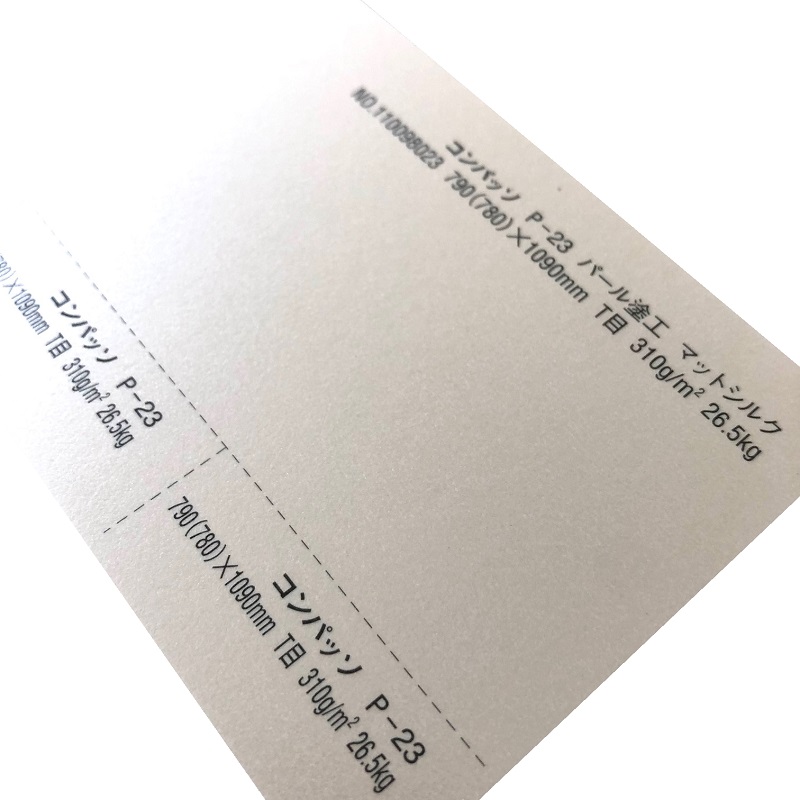 コンパッソ P-23 パール塗工 マットシルク
NO.110098023 790(780)×1090mm T目 310g/m² 26.5kg
コンパッソ P-23
780)×1090mm T目 310g/m² 26.5kg
コンパッソ P-23
790(780)×1090mm T目 310g/m² 26.5kg